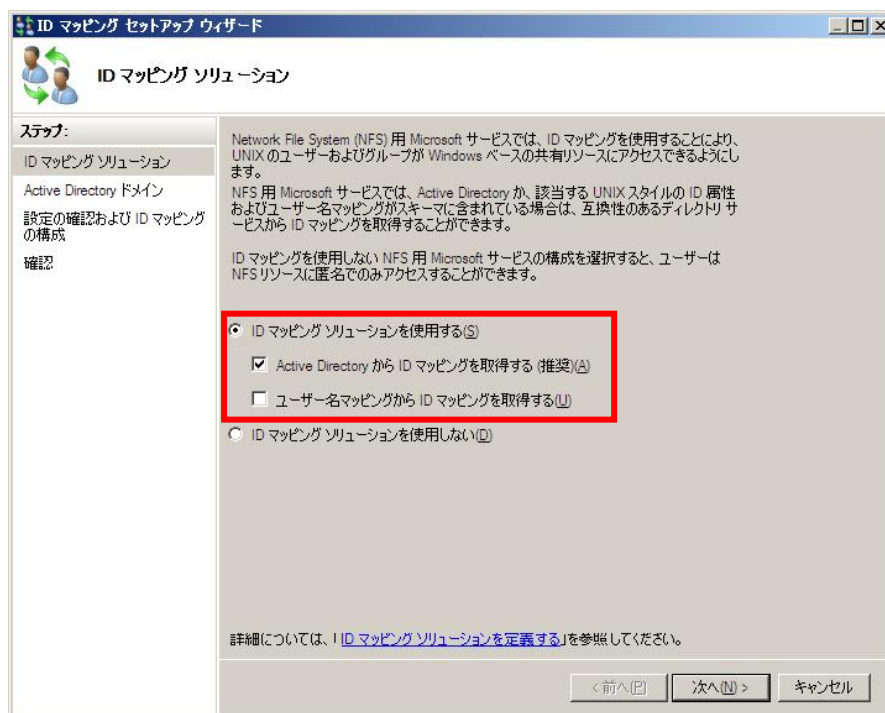 ID マッピング セットアップ ウィザード
ID マッピング ソリューション
ステップ:
ID マッピング ソリューション
Active Directory ドメイン
設定の確認および ID マッピング
の構成
確認
Network File System (NFS) 用 Microsoft サービスでは、ID マッピングを使用することにより、
UNIX のユーザーおよびグループが Windows ベースの共有リソースにアクセスできるようにし
ます。
NFS 用 Microsoft サービスでは、Active Directory か、該当する UNIX スタイルの ID 属性
およびユーザー名マッピングがスキーマに含まれている場合は、互換性のあるディレクトリ サ
ービスから ID マッピングを取得することができます。
ID マッピングを使用しない NFS 用 Microsoft サービスの構成を選択すると、ユーザーは
NFS リソースに匿名でのみアクセスすることができます。
ID マッピング ソリューションを使用する(S)
Active Directory から ID マッピングを取得する (推奨)(A)
ユーザー名マッピングから ID マッピングを取得する(U)
ID マッピング ソリューションを使用しない(D)
詳細については、「ID マッピング ソリューションを定義する」を参照してください。
< 前へ(P)
次へ(N) >
キャンセル